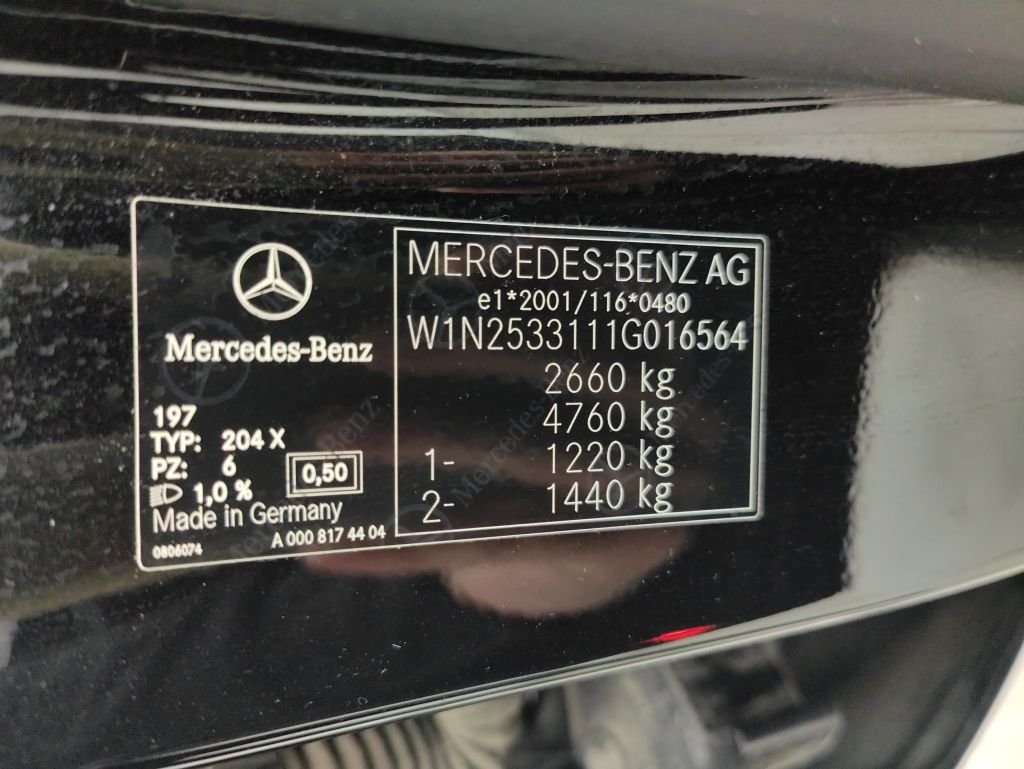 Mercedes-Benz
197
TYP: 204 X
PZ: 6
0,50
1,0 %
Made in Germany
0806074
A 000 817 44 04
MERCEDES-BENZ AG
e1*2001/116*0480
W1N2533111G016564
2660 kg
4760 kg
1- 1220 kg
2- 1440 kg